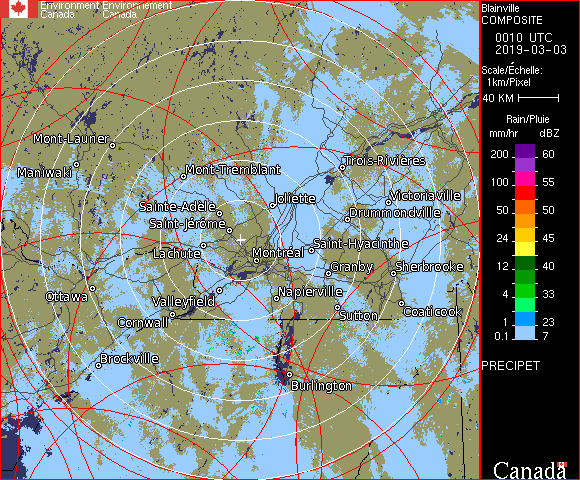 Environment Environnement
Canada Canada
Blainville
COMPOSITE
0010 UTC
2019-03-03
Scale/Échelle:
1km/Pixel
40 KM
Rain/Pluie
mm/hr dBZ
200 60
100 55
50 50
24 45
12 40
4 33
1 23
0.1 7
PRECIPET
Canada
Mont-Laurier
Maniwaki
Mont-Tremblant
Trois-Rivières
Sainte-Adèle
Joliette
Victoriaville
Drummondville
Saint-Jérôme
Lachute
Montréal
Saint-Hyacinthe
Granby
Sherbrooke
Ottawa
Valleyfield
Napierville
Coaticook
Cornwall
Sutton
Brockville
Burlington